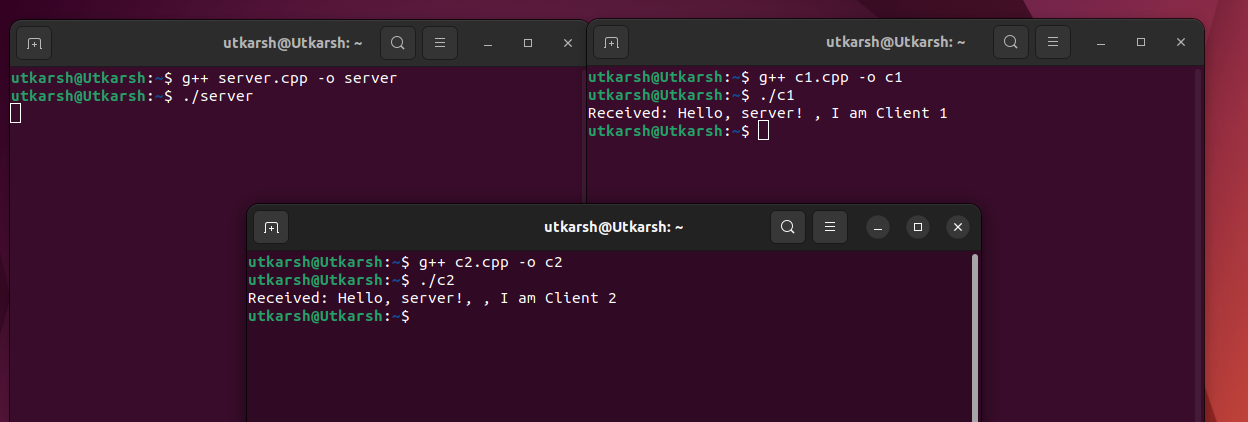 utkarsh@Utkarsh: ~
utkarsh@Utkarsh:~$ g++ server.cpp -o server
utkarsh@Utkarsh:~$ ./server
utkarsh@Utkarsh: ~
utkarsh@Utkarsh:~$ g++ c1.cpp -o c1
utkarsh@Utkarsh:~$ ./c1
Received: Hello, server! , I am Client 1
utkarsh@Utkarsh:~$
utkarsh@Utkarsh: ~
utkarsh@Utkarsh:~$ g++ c2.cpp -o c2
utkarsh@Utkarsh:~$ ./c2
Received: Hello, server!, , I am Client 2
utkarsh@Utkarsh:~$